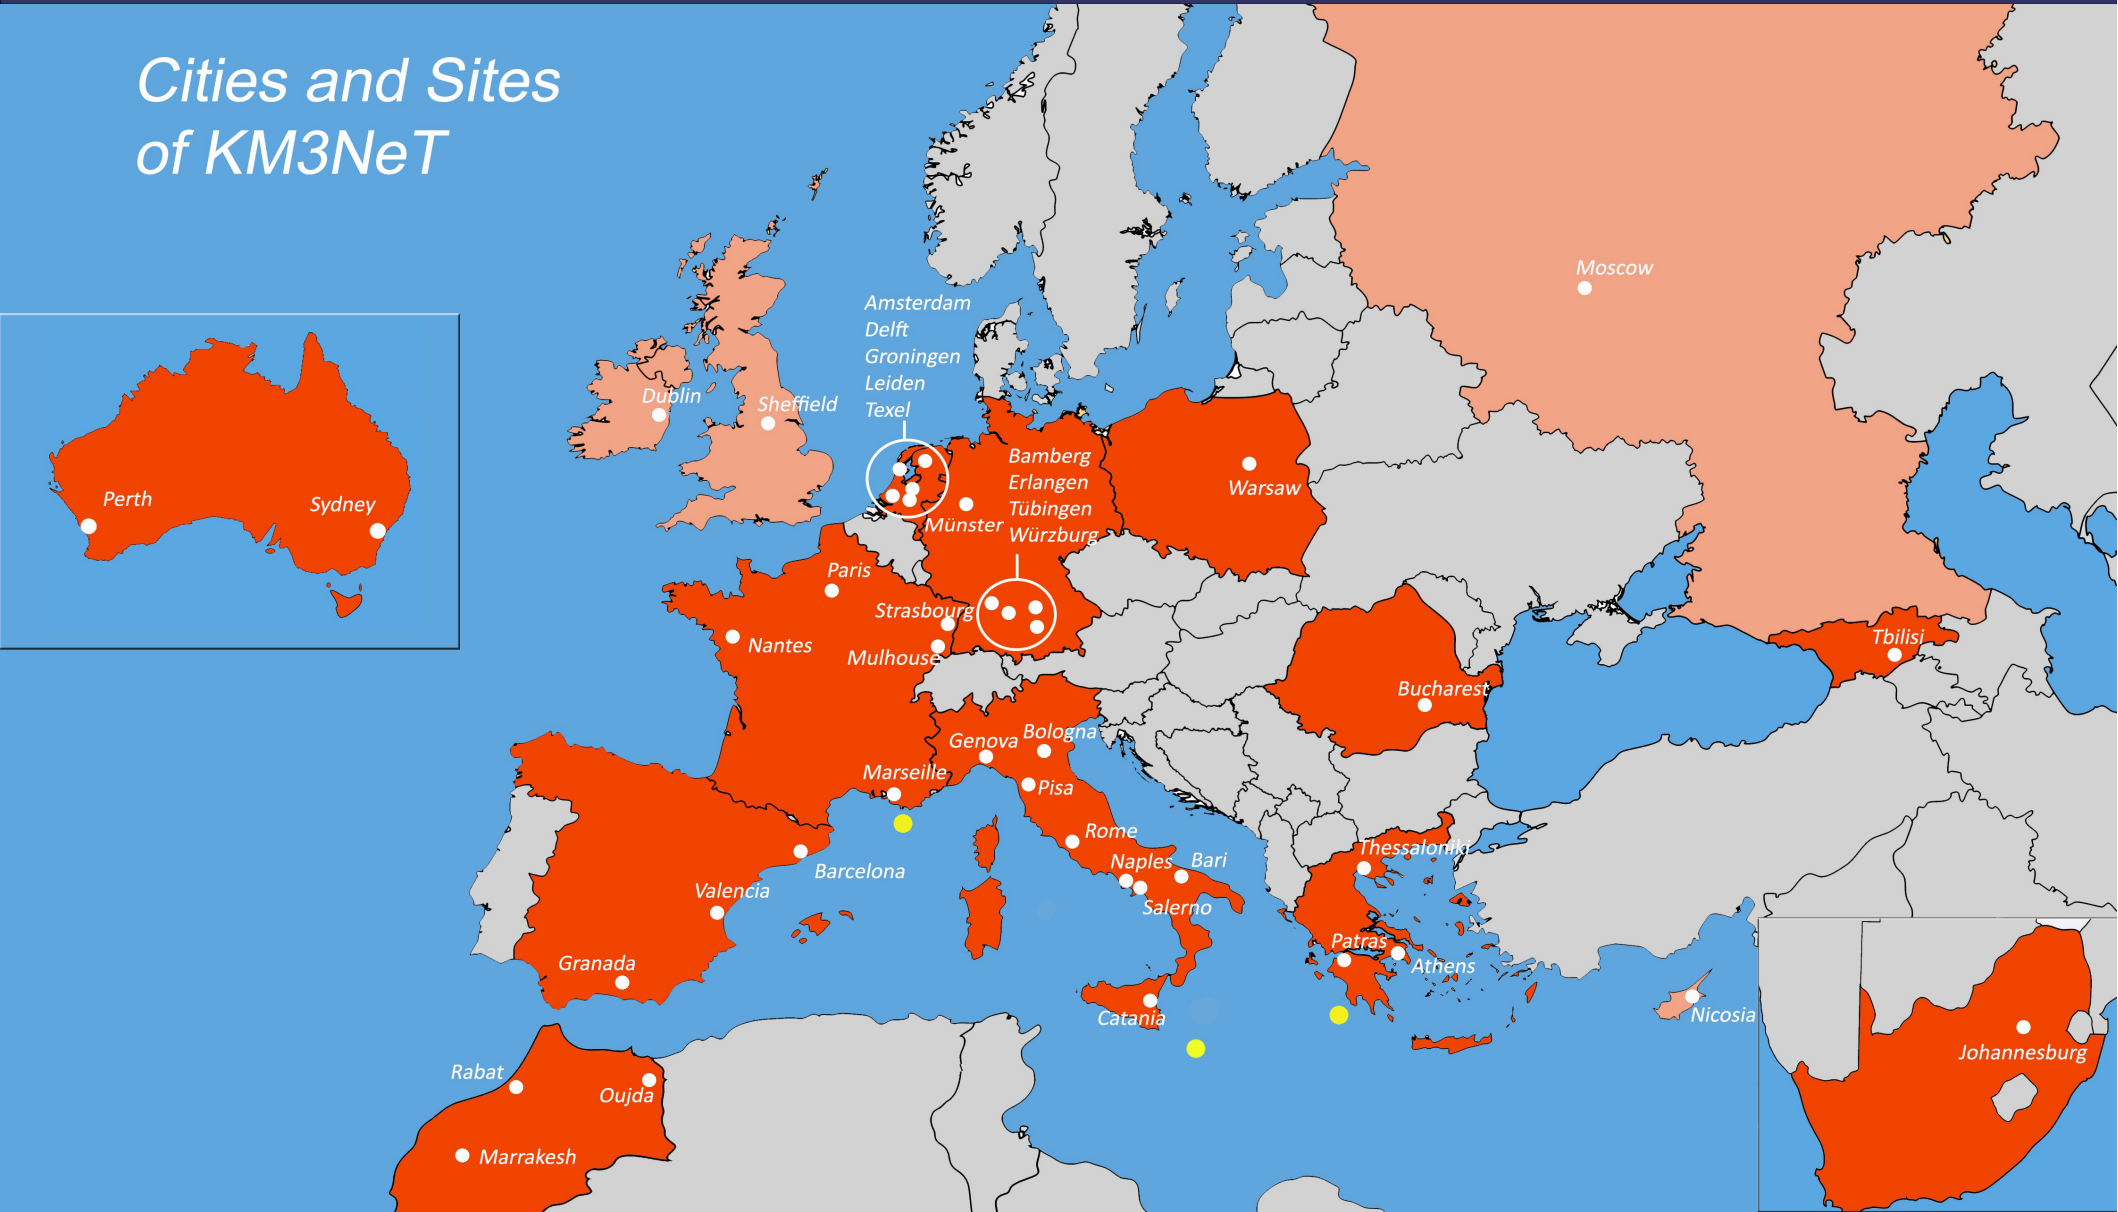 Cities and Sites
of KM3NeT
Moscow
Amsterdam
Delft
Groningen
Leiden
Texel
Dublin
Sheffield
Bamberg
Erlangen
Tübingen
Würzburg
Warsaw
Perth
Sydney
Münster
Paris
Strasbourg
Nantes
Mulhouse
Tbilisi
Bucharest
Genova
Bologna
Marseille
Pisa
Rome
Thessaloniki
Naples
Bari
Barcelona
Valencia
Salerno
Patras
Athens
Granada
Catania
Nicosia
Johannesburg
Rabat
Oujda
Marrakesh